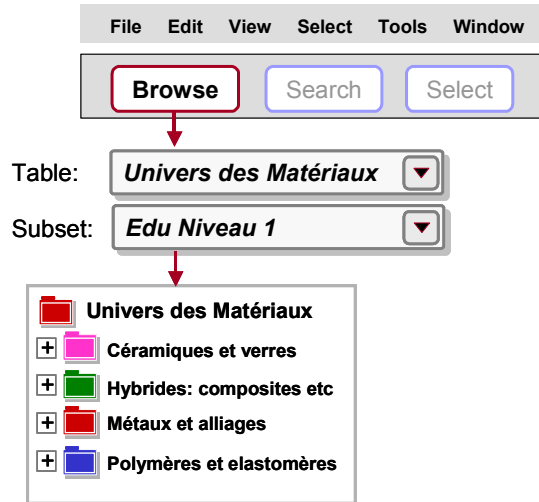 File Edit View Select Tools Window
Browse Search Select
Table: Univers des Matériaux
Subset: Edu Niveau 1
Univers des Matériaux
Céramiques et verres
Hybrides: composites etc
Métaux et alliages
Polymères et elastomères